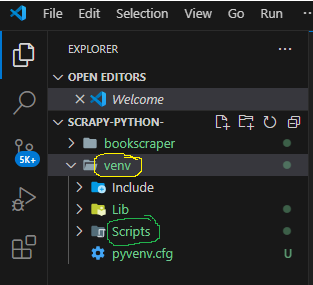 File Edit Selection View Go Run
EXPLORER
OPEN EDITORS
Welcome
SCRAPY-PYTHON-
bookscraper
5K+
venv
Include
Lib
Scripts
pyvenv.cfg U